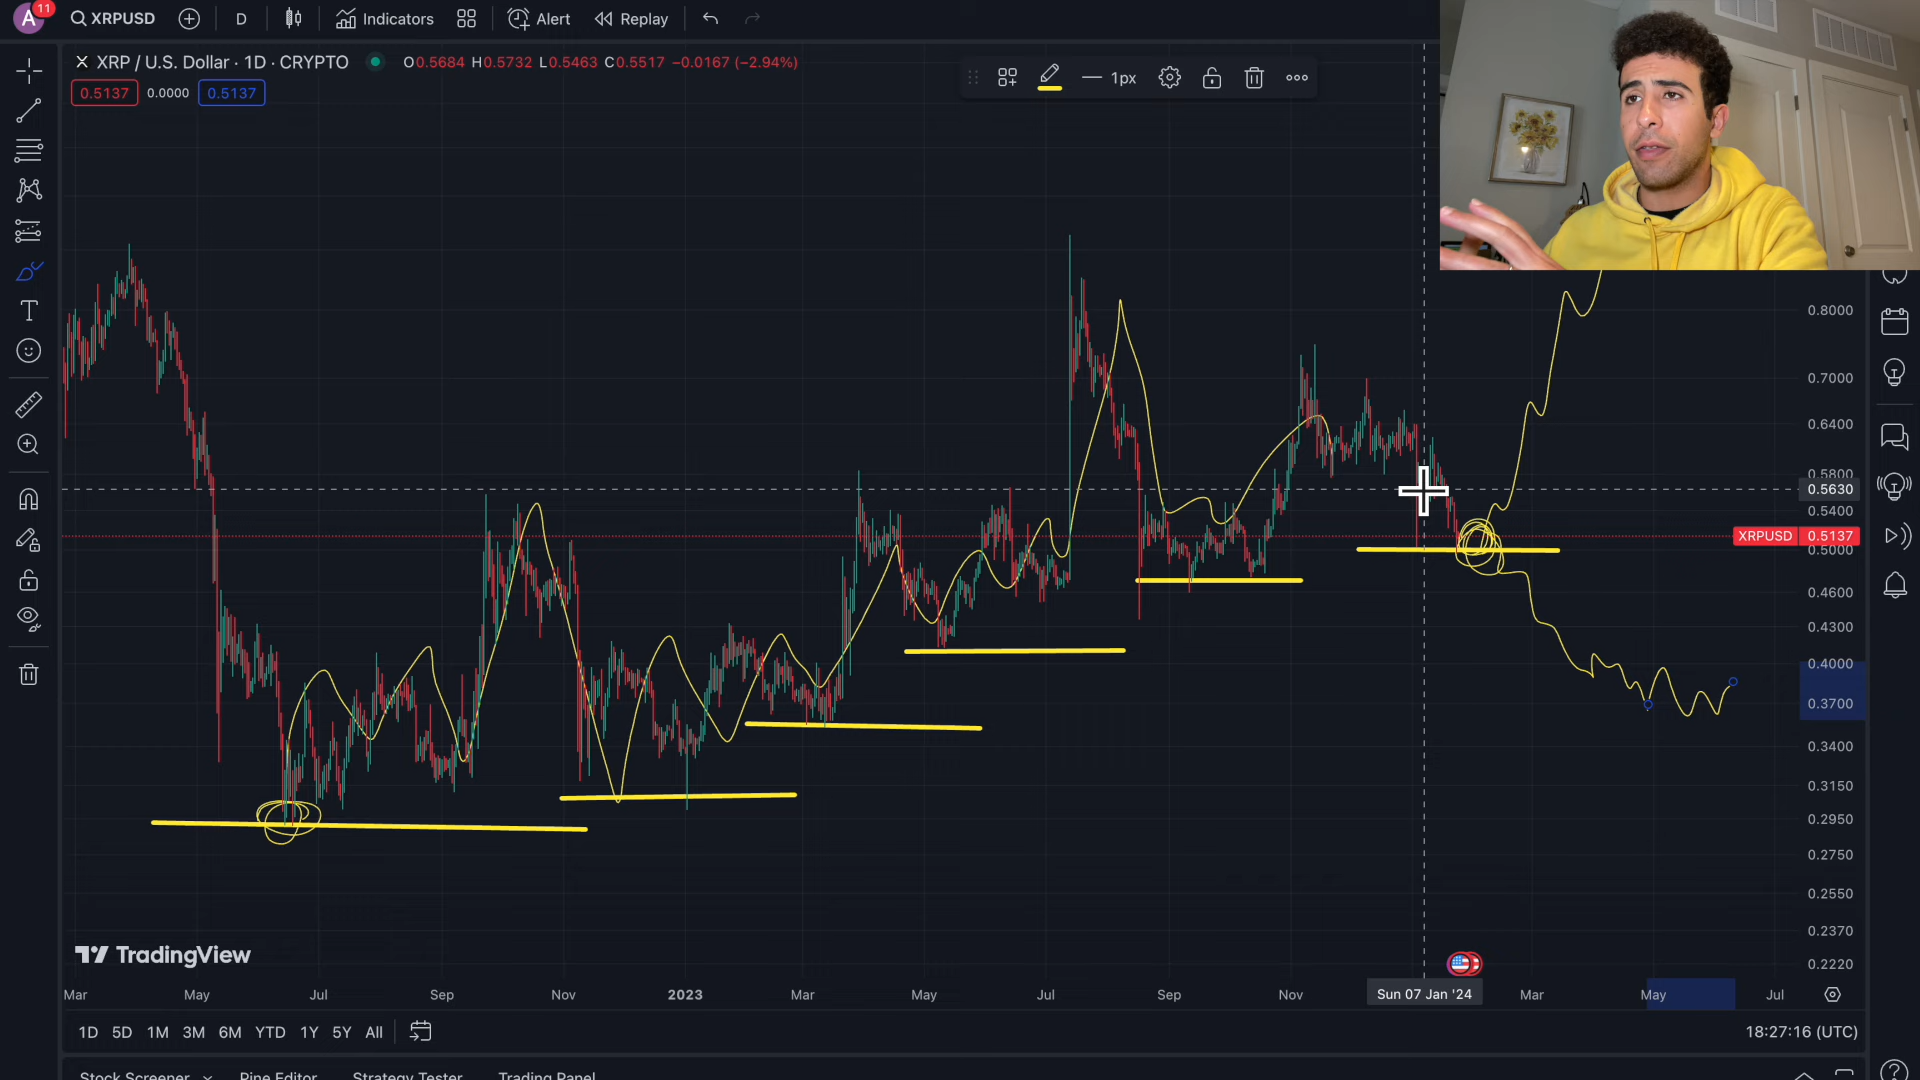 A 11 XRPUSD D Indicators Alert Replay
XRP / U.S. Dollar · 1D · CRYPTO O0.5684 H0.5732 L0.5463 C0.5517 −0.0167 (−2.94%)
0.5137 0.0000 0.5137
1px
0.8000
0.7000
0.6400
0.5800
0.5630
0.5400
XRPUSD 0.5137
0.5000
0.4600
0.4300
0.4000
0.3700
0.3400
0.3150
0.2950
0.2750
0.2550
0.2370
0.2220
TradingView
Mar May Jul Sep Nov 2023 Mar May Jul Sep Nov Sun 07 Jan '24 Mar May Jul
1D 5D 1M 3M 6M YTD 1Y 5Y All 18:27:16 (UTC)
Stock Screener Pine Editor Strategy Tester Trading Panel